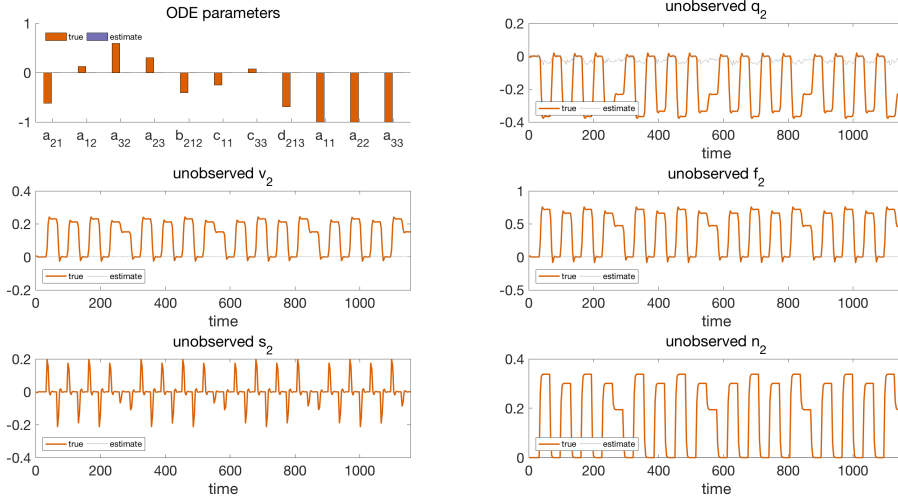 ODE parameters
true estimate
1
0
-1
a21 a12 a32 a23 b212 c11 c33 d213 a11 a22 a33
unobserved q2
0.2
0
-0.2
-0.4
true estimate
0 200 400 600 800 1000
time
unobserved v2
0.4
0.2
0
-0.2
true estimate
0 200 400 600 800 1000
time
unobserved f2
1
0.5
0
-0.5
true estimate
0 200 400 600 800 1000
time
unobserved s2
0.2
0
-0.2
-0.4
true estimate
0 200 400 600 800 1000
time
unobserved n2
0.4
0.2
0
true estimate
0 200 400 600 800 1000
time